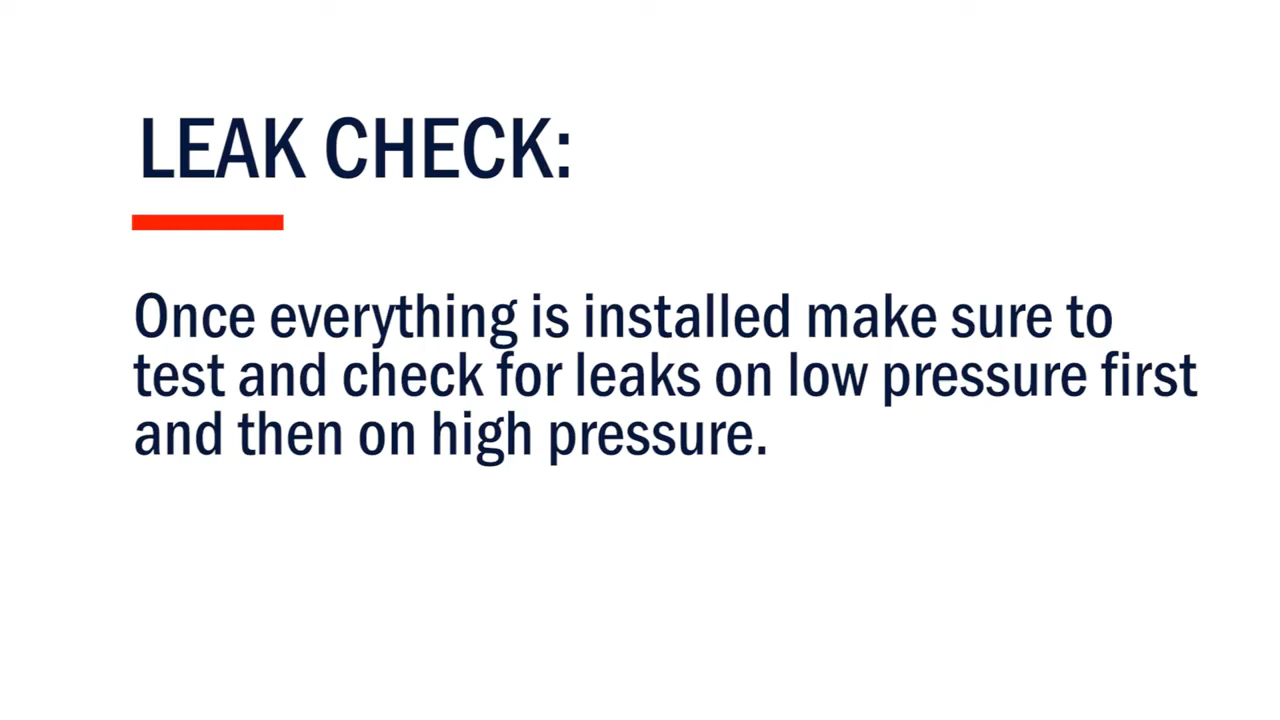 LEAK CHECK:
Once everything is installed make sure to
test and check for leaks on low pressure first
and then on high pressure.